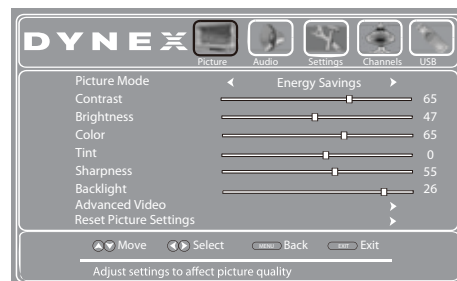 DYNEX
Picture Audio Settings Channels USB
Picture Mode Energy Savings
Contrast 65
Brightness 47
Color 65
Tint 0
Sharpness 55
Backlight 26
Advanced Video
Reset Picture Settings
Move Select MENU Back EXIT Exit
Adjust settings to affect picture quality